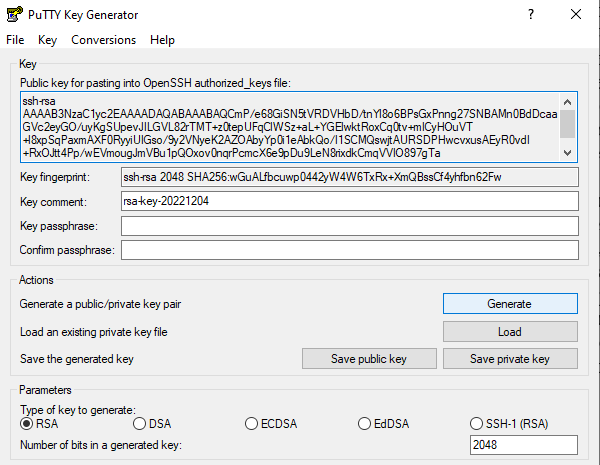 PuTTY Key Generator
File Key Conversions Help
Key
Public key for pasting into OpenSSH authorized_keys file:
ssh-rsa
AAAAB3NzaC1yc2EAAAADAQABAAABAQCmP/e68GiSN5tVRDVHbD/tnYI8o6BPsGxPnng27SNBAMn0BdDcaa
GVc2eyGO/uyKgSUpevJILGVL82rTMT+z0tepUFqClWSz+aL+YGElwktRoxCq0tv+mICyHOuVT
+I8xpSqPaxmAXF0RyyiUIGso/9y2VNyeK2AZOAbyYp0i1eAbkQo/I1SCMQswjtAURSDPHwcvxusAEyR0vdI
+RxOJtt4Pp/wEVmougJmVBu1pQOxov0nqrPcmcX6e9pDu9LeN8rixdkCmqVVIO897gTa
Key fingerprint: ssh-rsa 2048 SHA256:wGuALfbcuwp0442yW4W6TxRx+XmQBssCf4yhfbn62Fw
Key comment: rsa-key-20221204
Key passphrase:
Confirm passphrase:
Actions
Generate a public/private key pair Generate
Load an existing private key file Load
Save the generated key Save public key Save private key
Parameters
Type of key to generate:
RSA DSA ECDSA EdDSA SSH-1 (RSA)
Number of bits in a generated key: 2048